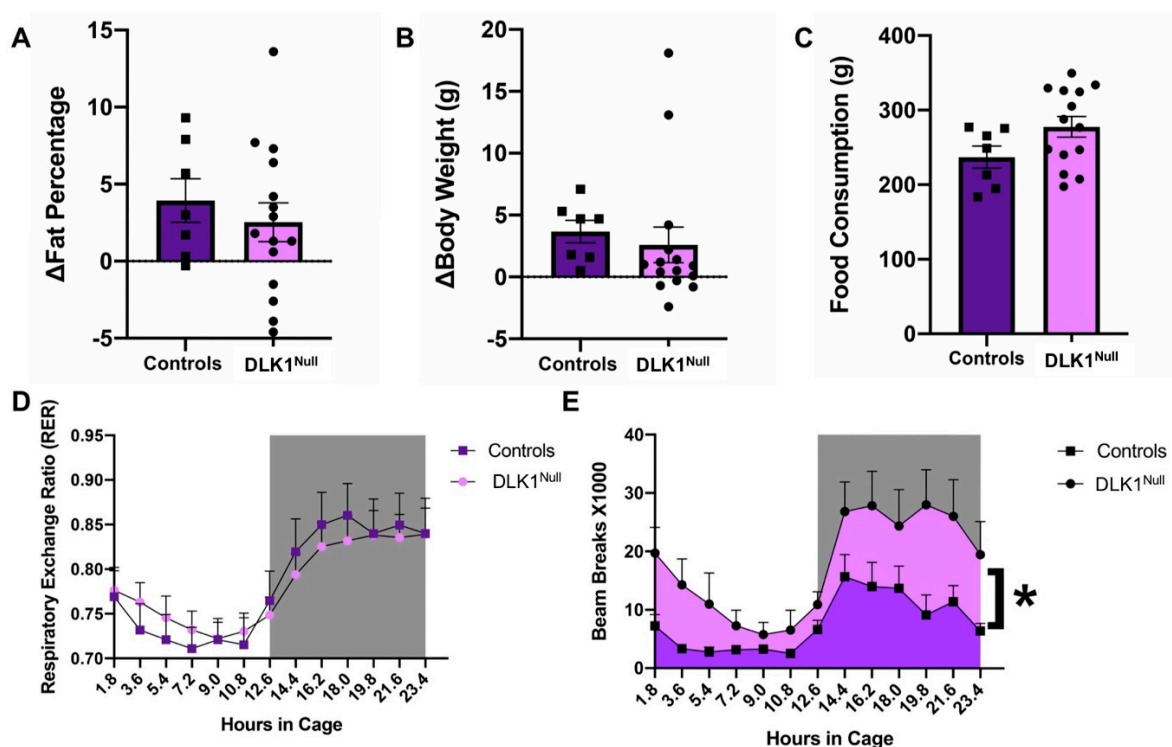 A
ΔFat Percentage
15
10
5
0
-5
Controls
DLK1Null
B
ΔBody Weight (g)
20
15
10
5
0
-5
Controls
DLK1Null
C
Food Consumption (g)
400
300
200
100
0
Controls
DLK1Null
D
Respiratory Exchange Ratio (RER)
0.95
0.90
0.85
0.80
0.75
0.70
1.8 3.6 5.4 7.2 9.0 10.8 12.6 14.4 16.2 18.0 19.8 21.6 23.4
Hours in Cage
Controls
DLK1Null
E
Beam Breaks X1000
40
30
20
10
0
1.8 3.6 5.4 7.2 9.0 10.8 12.6 14.4 16.2 18.0 19.8 21.6 23.4
Hours in Cage
Controls
DLK1Null
*